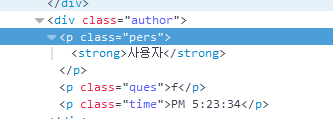 </div>
<div class="author">
<p class="pers">
<strong>사용자</strong>
</p>
<p class="ques">f</p>
<p class="time">PM 5:23:34</p>
</div>